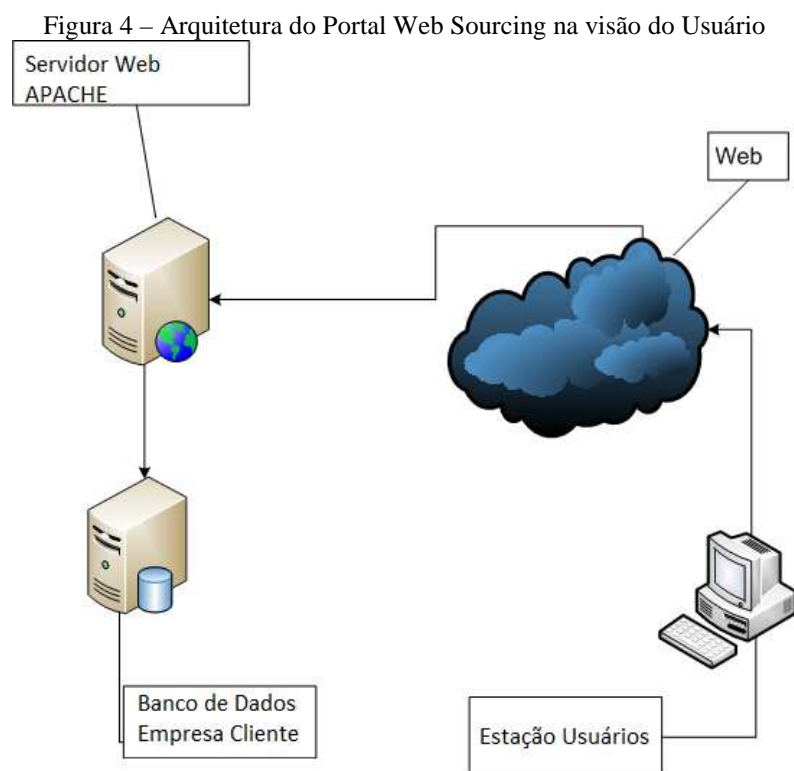 Figura 4 – Arquitetura do Portal Web Sourcing na visão do Usuário
Servidor Web
APACHE
Web
Banco de Dados
Empresa Cliente
Estação Usuários